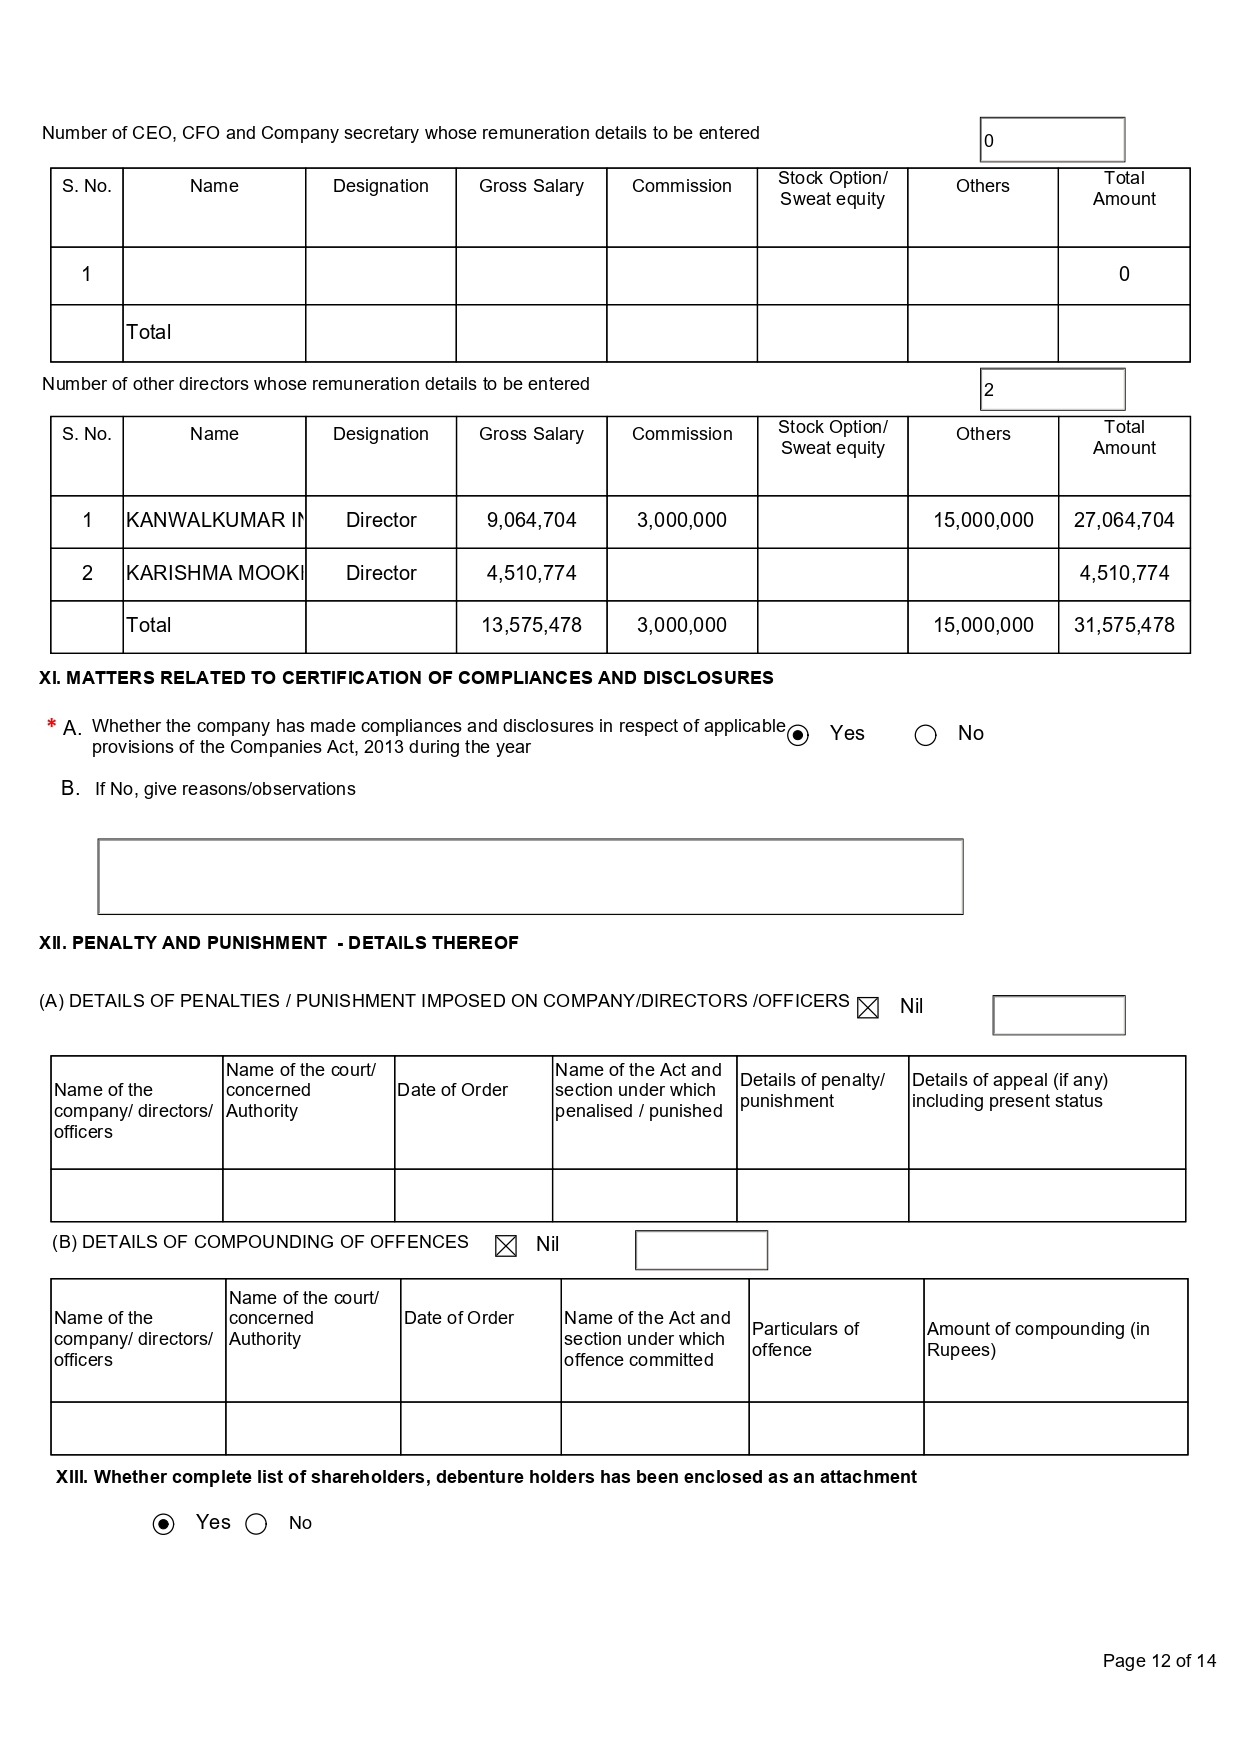 Number of CEO, CFO and Company secretary whose remuneration details to be entered 0
S. No. Name Designation Gross Salary Commission Stock Option/ Sweat equity Others Total Amount
1 0
Total
Number of other directors whose remuneration details to be entered 2
S. No. Name Designation Gross Salary Commission Stock Option/ Sweat equity Others Total Amount
1 KANWALKUMAR Director 9,064,704 3,000,000 15,000,000 27,064,704
2 KARISHMA Director 4,510,774 4,510,774
Total 13,575,478 3,000,000 15,000,000 31,575,478
XI. MATTERS RELATED TO CERTIFICATION OF COMPLIANCES AND DISCLOSURES
* A. Whether the company has made compliances and disclosures in respect of applicable Yes No
provisions of the Companies Act, 2013 during the year
B. If No, give reasons/observations
XII. PENALTY AND PUNISHMENT - DETAILS THEREOF
(A) DETAILS OF PENALTIES / PUNISHMENT IMPOSED ON COMPANY/DIRECTORS /OFFICERS Nil
Name of the company/ directors/ officers
Name of the court/ concerned Authority
Date of Order
Name of the Act and section under which penalised / punished
Details of penalty/ punishment
Details of appeal (if any) including present status
(B) DETAILS OF COMPOUNDING OF OFFENCES Nil
Name of the company/ directors/ officers
Name of the court/ concerned Authority
Date of Order
Name of the Act and section under which offence committed
Particulars of offence
Amount of compounding (in Rupees)
XIII. Whether complete list of shareholders, debenture holders has been enclosed as an attachment
Yes No
Page 12 of 14